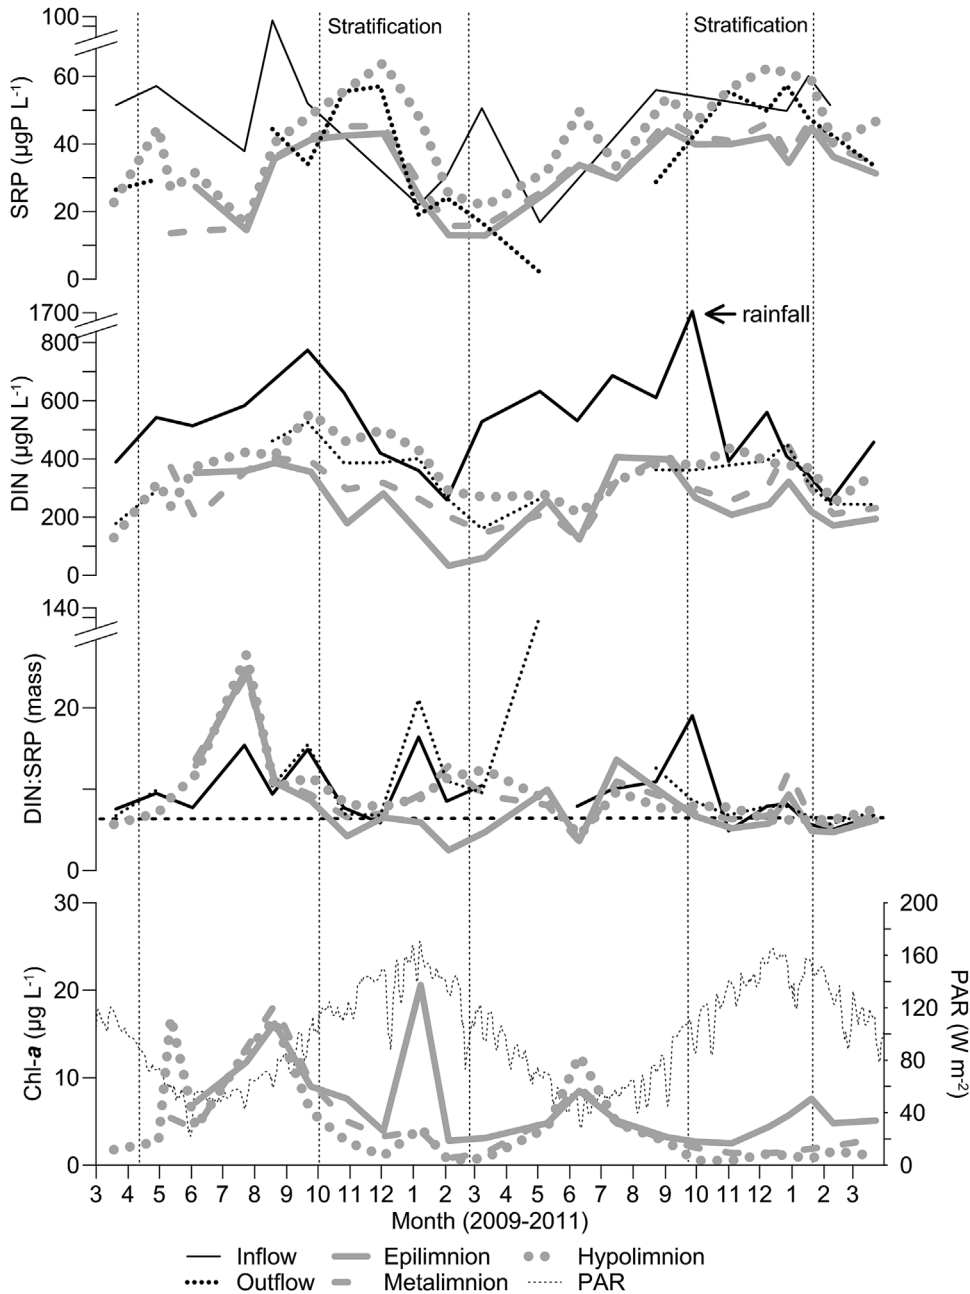 100
60
40
20
0
SRP (µgP L-1)
Stratification
Stratification
1700
800
600
400
200
0
DIN (µgN L-1)
rainfall
140
20
0
DIN:SRP (mass)
30
20
10
0
Chl-a (µg L-1)
200
160
120
80
40
0
PAR (W m-2)
3 4 5 6 7 8 9 10 11 12 1 2 3 4 5 6 7 8 9 10 11 12 1 2 3
Month (2009-2011)
Inflow Epilimnion Hypolimnion
Outflow Metalimnion PAR